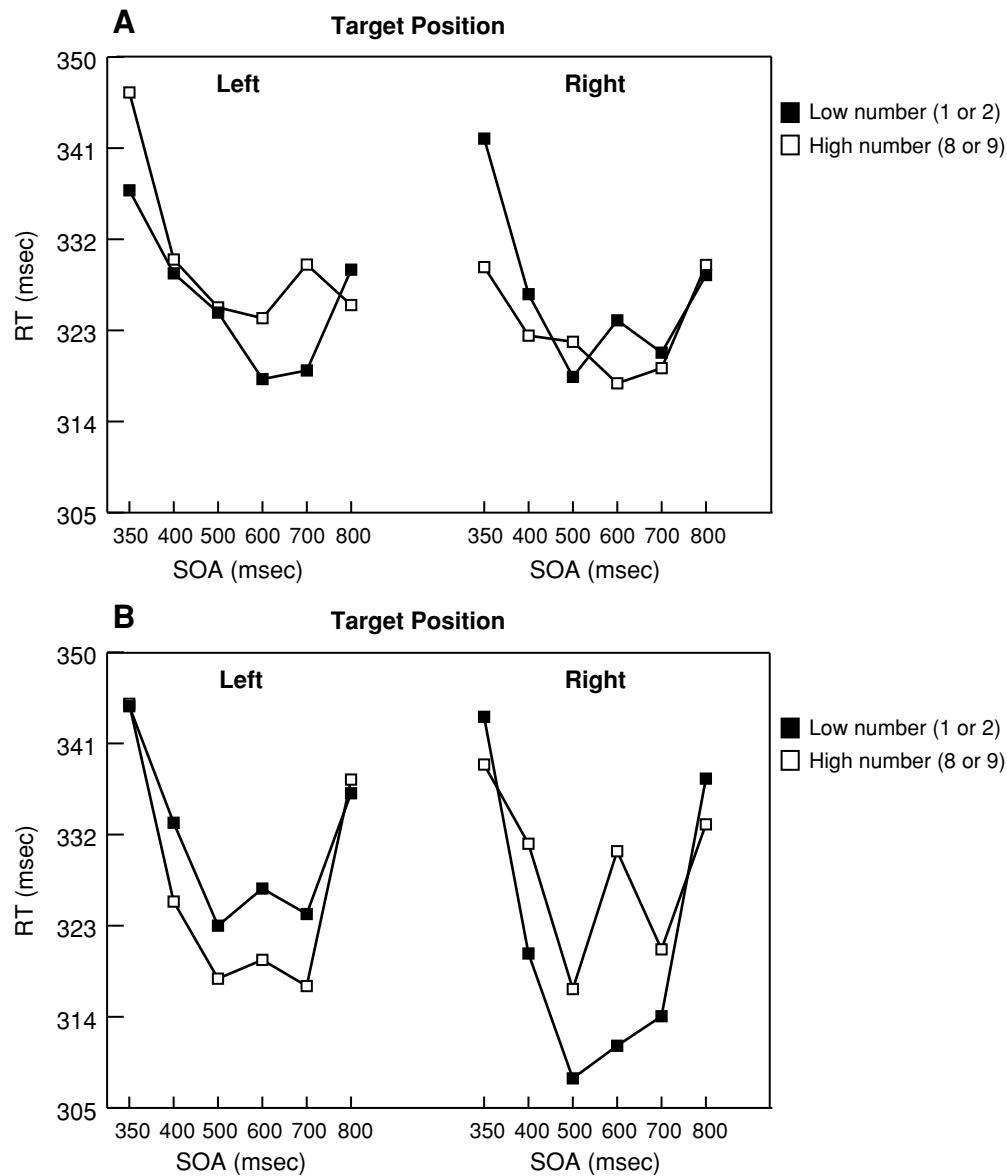 A
Target Position
Left Right
Low number (1 or 2)
High number (8 or 9)
350
341
332
323
314
305
RT (msec)
350 400 500 600 700 800 350 400 500 600 700 800
SOA (msec) SOA (msec)
B
Target Position
Left Right
Low number (1 or 2)
High number (8 or 9)
350
341
332
323
314
305
RT (msec)
350 400 500 600 700 800 350 400 500 600 700 800
SOA (msec) SOA (msec)